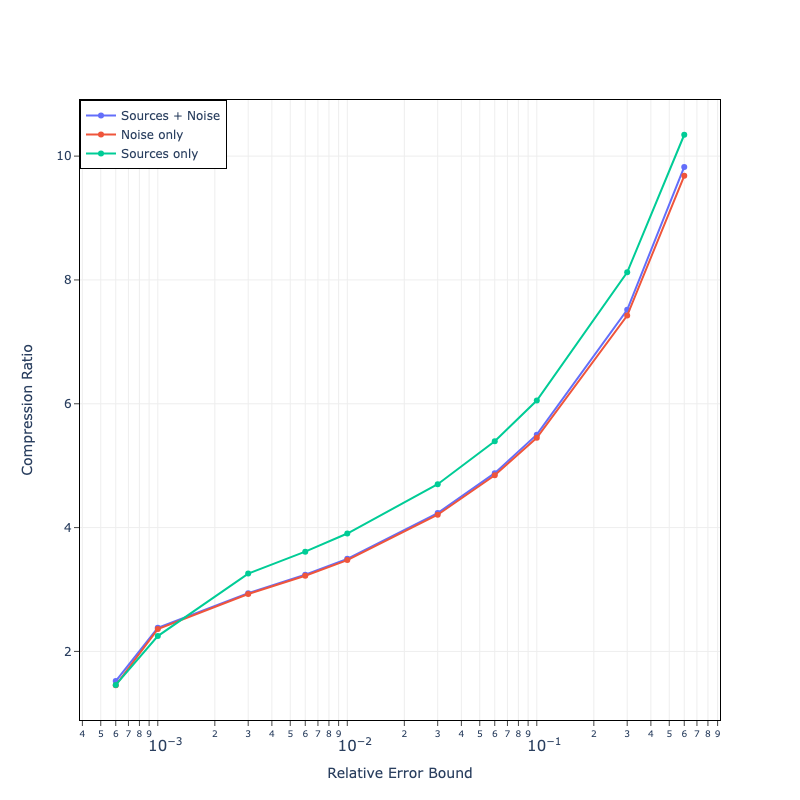 Sources + Noise
Noise only
Sources only
10
8
6
4
2
Compression Ratio
4 5 6 7 8 9 10−3 2 3 4 5 6 7 8 9 10−2 2 3 4 5 6 7 8 9 10−1 2 3 4 5 6 7 8 9
Relative Error Bound